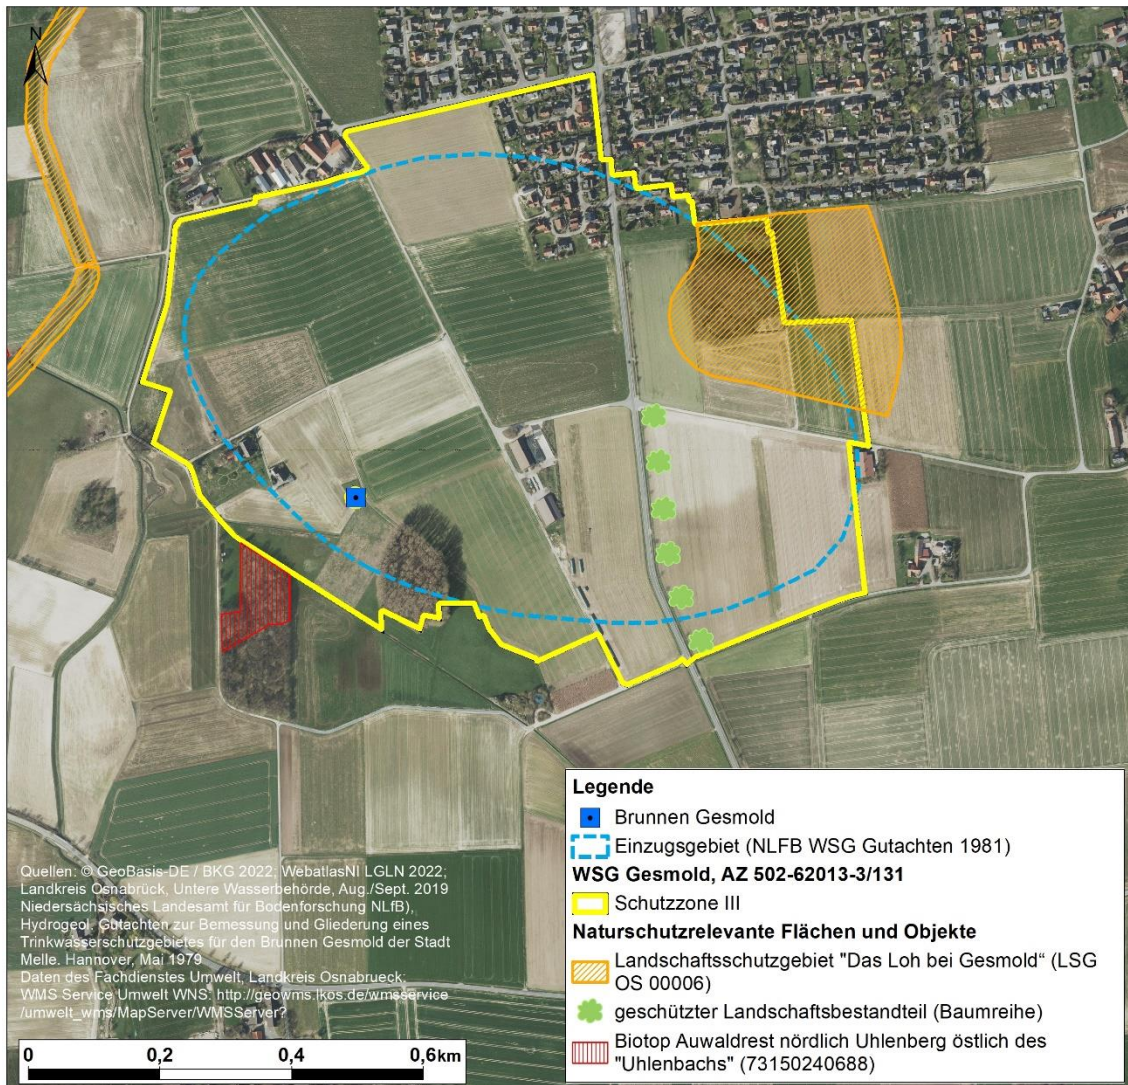 N
Legende
Brunnen Gesmold
Einzugsgebiet (NLFB WSG Gutachten 1981)
WSG Gesmold, AZ 502-62013-3/131
Schutzzone III
Naturschutzrelevante Flächen und Objekte
Landschaftsschutzgebiet "Das Loh bei Gesmold“ (LSG
OS 00006)
geschützter Landschaftsbestandteil (Baumreihe)
Biotop Auwaldrest nördlich Uhlenberg östlich des
"Uhlenbachs" (73150240688)
Quellen: © GeoBasis-DE / BKG 2022, WebatlasNI LGLN 2022;
Landkreis Osnabrück, Untere Wasserbehörde, Aug./Sept. 2019
Niedersächsisches Landesamt für Bodenforschung NLfB),
Hydrogeol. Gutachten zur Bemessung und Gliederung eines
Trinkwasserschutzgebietes für den Brunnen Gesmold der Stadt
Melle. Hannover, Mai 1979
Daten des Fachdienstes Umwelt, Landkreis Osnabrueck:
WMS Service Umwelt WNS: http://geowms.lkos.de/wmsservice
/umwelt_wms/MapServer/WMSServer?
0 0,2 0,4 0,6km